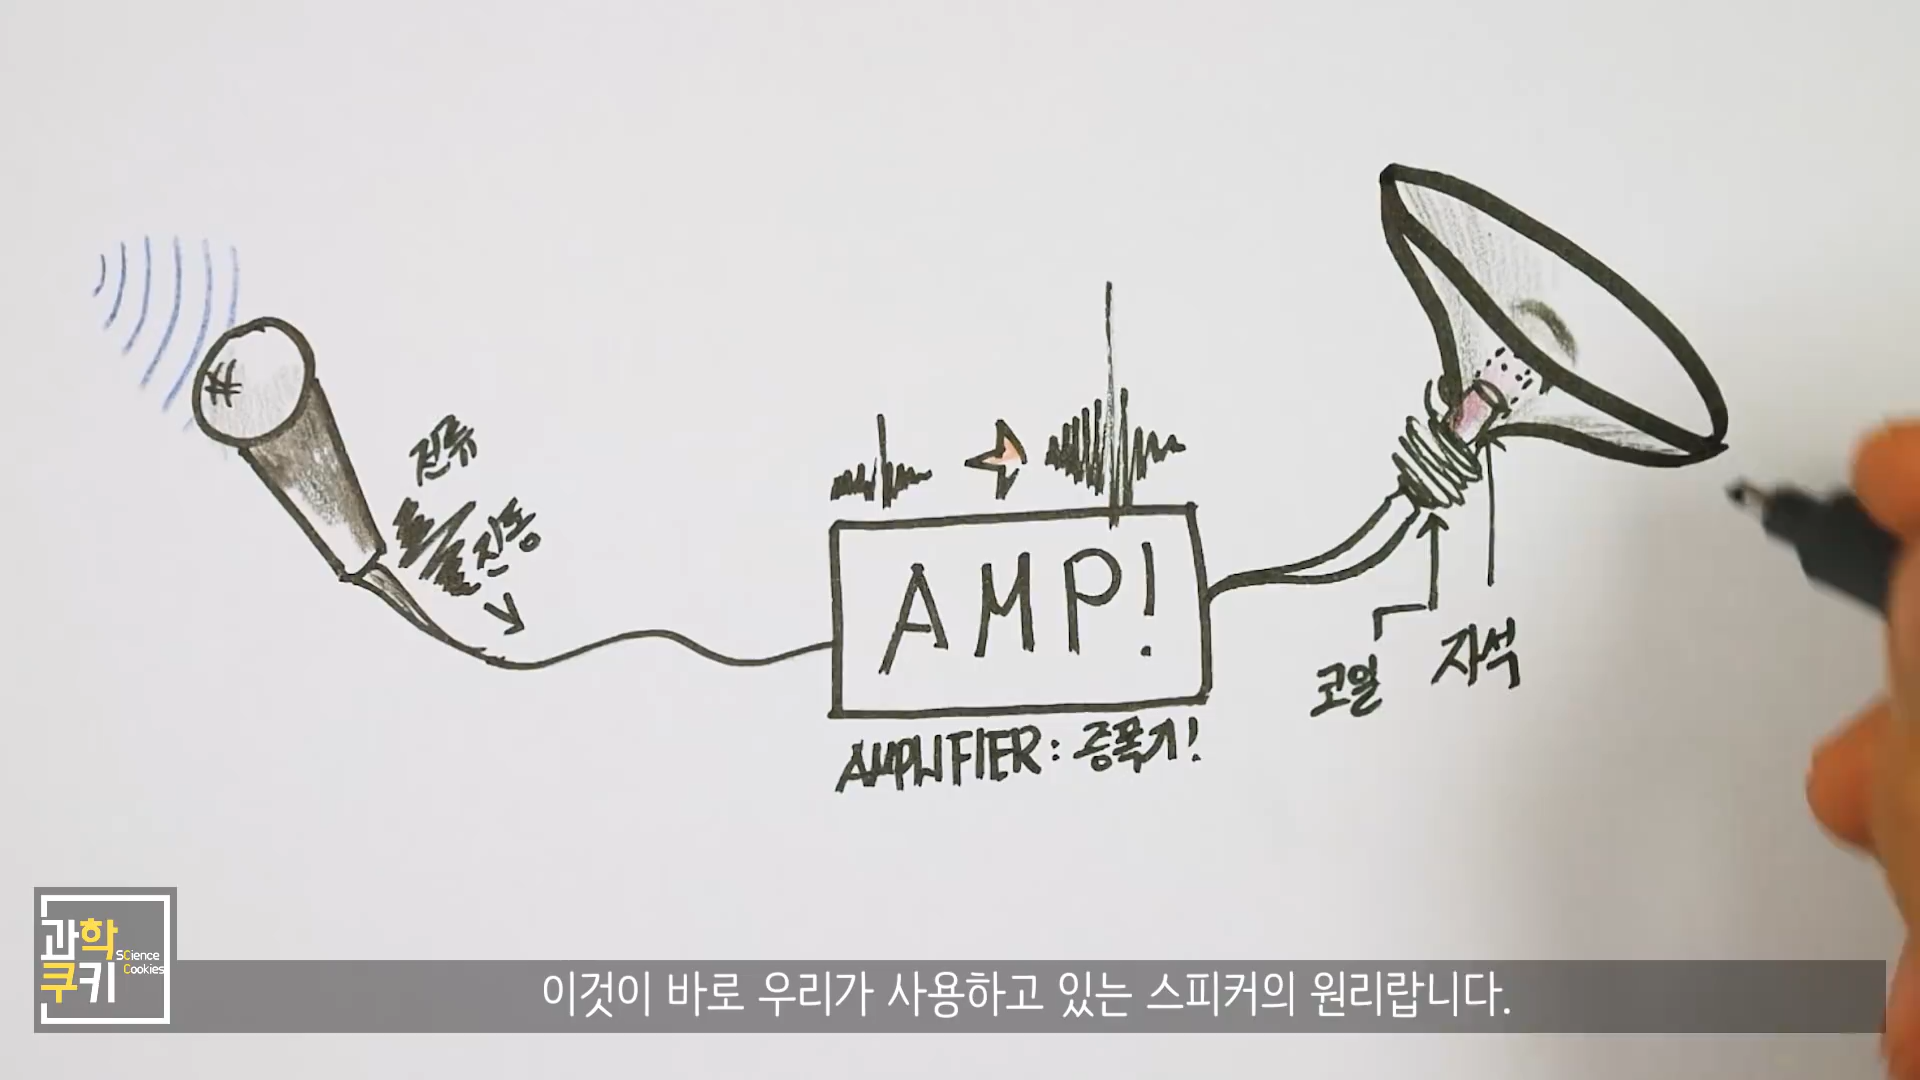 전류
진동
AMP!
AMPLIFIER: 증폭기!
코일
자석
과학
쿠키
SCience
Cookies
이것이 바로 우리가 사용하고 있는 스피커의 원리랍니다.